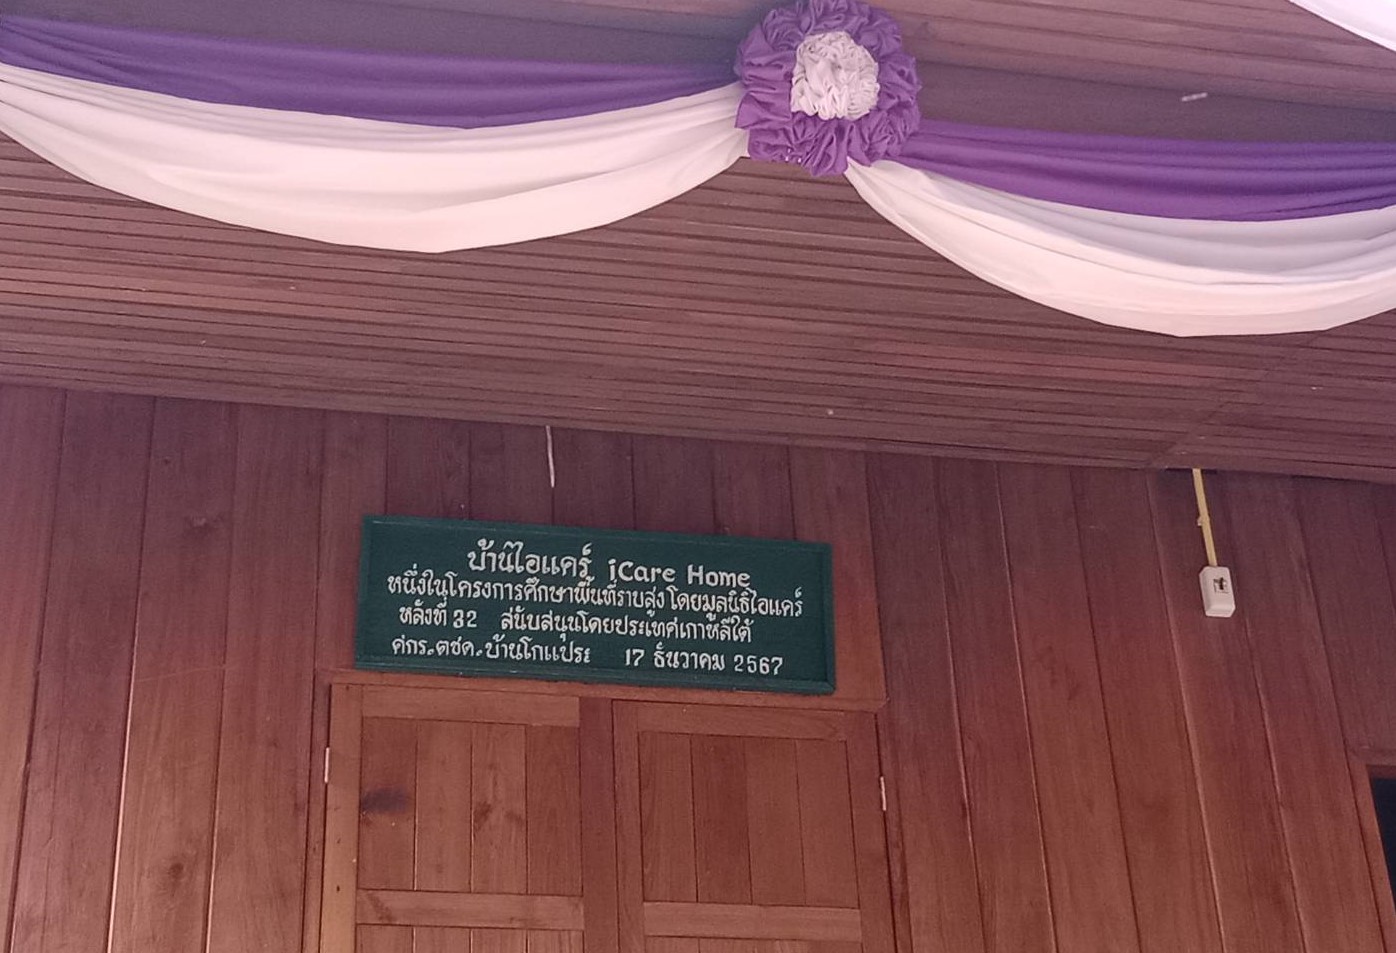 บ้านไอแคร์ iCare Home
หนึ่งในโครงการศึกษาพื้นที่ราบสูง โดยมูลนิธิไอแคร์
หลังที่ 32 สนับสนุนโดยประเทศเกาหลีใต้
ศกร.ตชด.บ้านโกแประ 17 ธันวาคม 2567